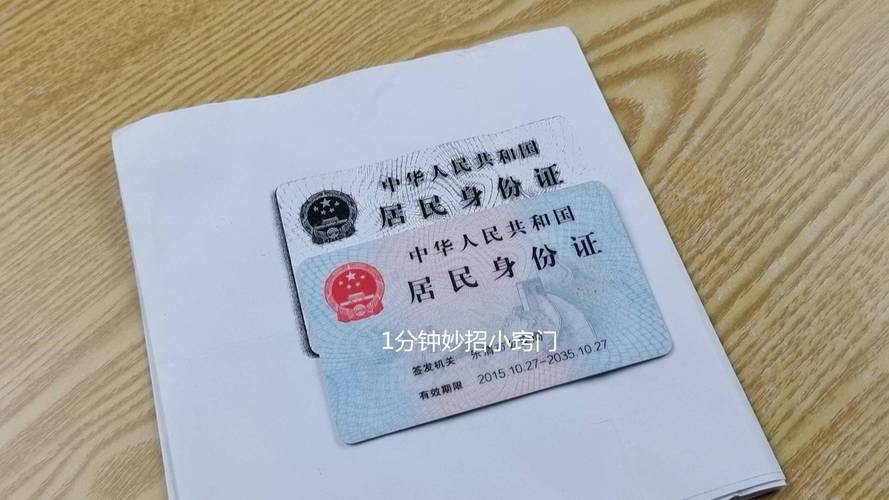 中华人民共和国
居民身份证
中华人民共和国
居民身份证
1分钟妙招小窍门
签发机关
有效期限 2015.10.27-2035.10.27